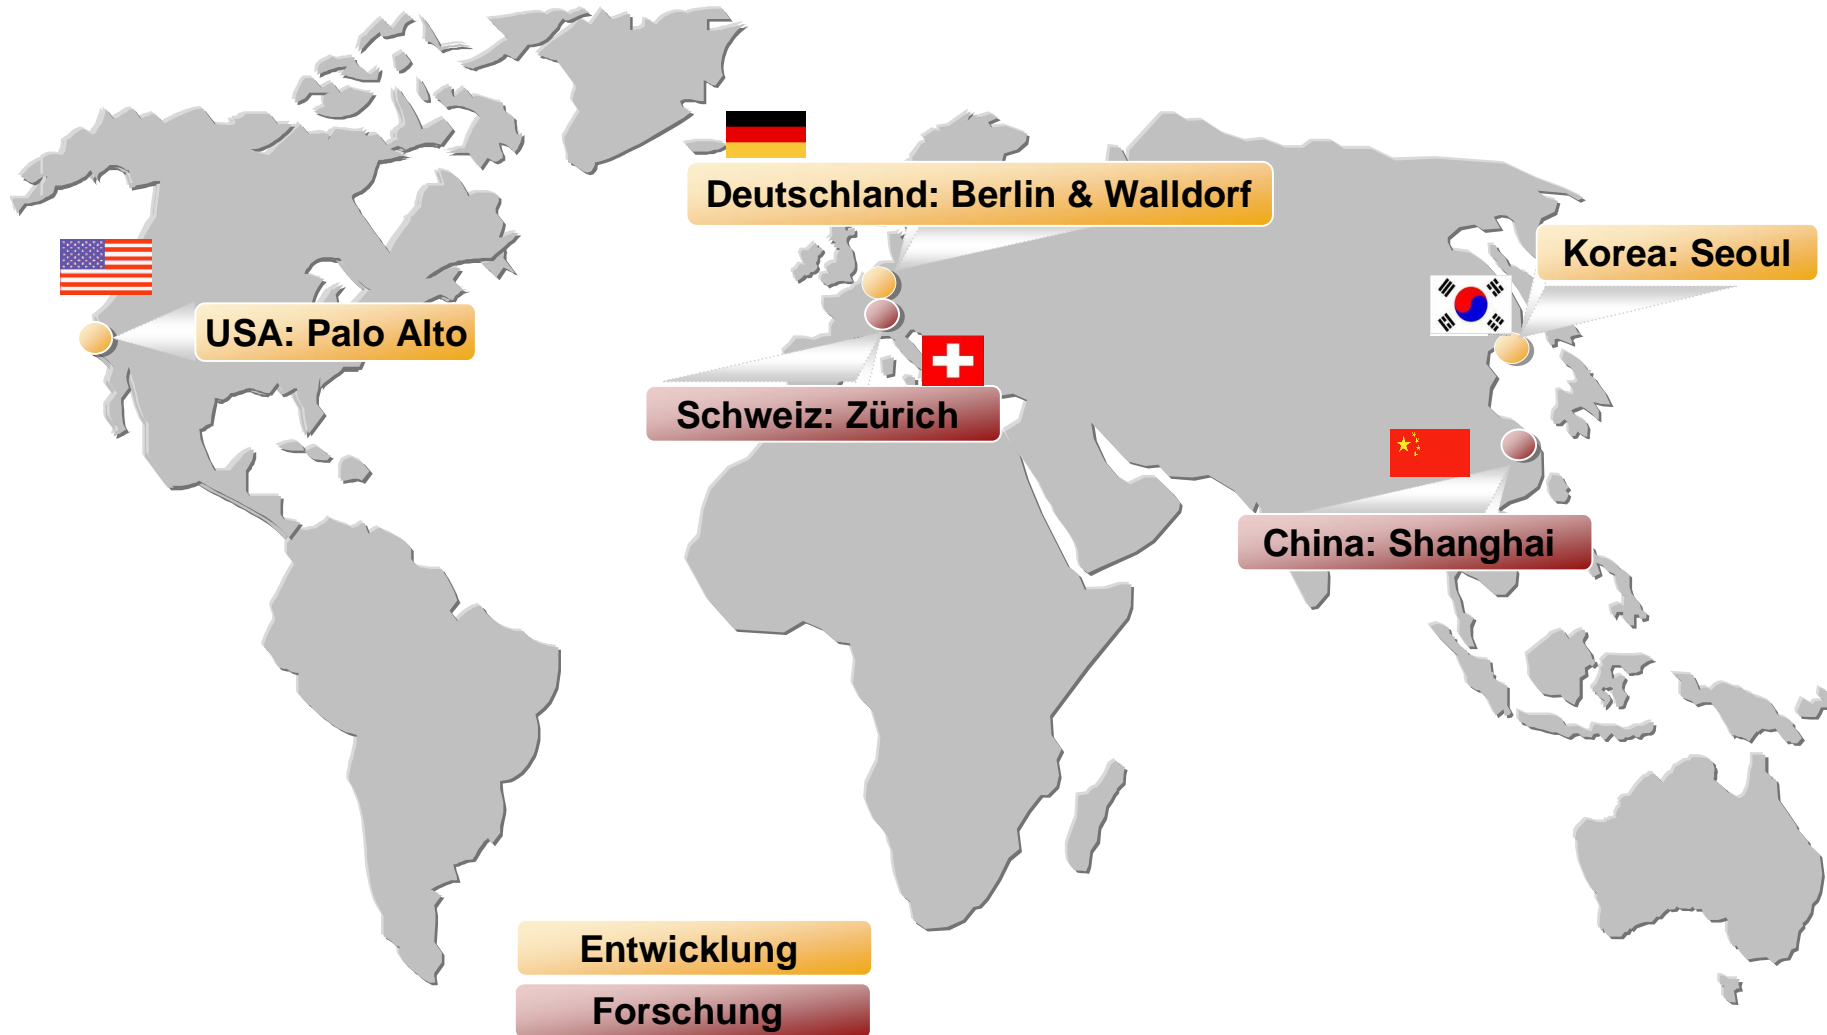 Deutschland: Berlin & Walldorf
Korea: Seoul
USA: Palo Alto
Schweiz: Zürich
China: Shanghai
Entwicklung
Forschung